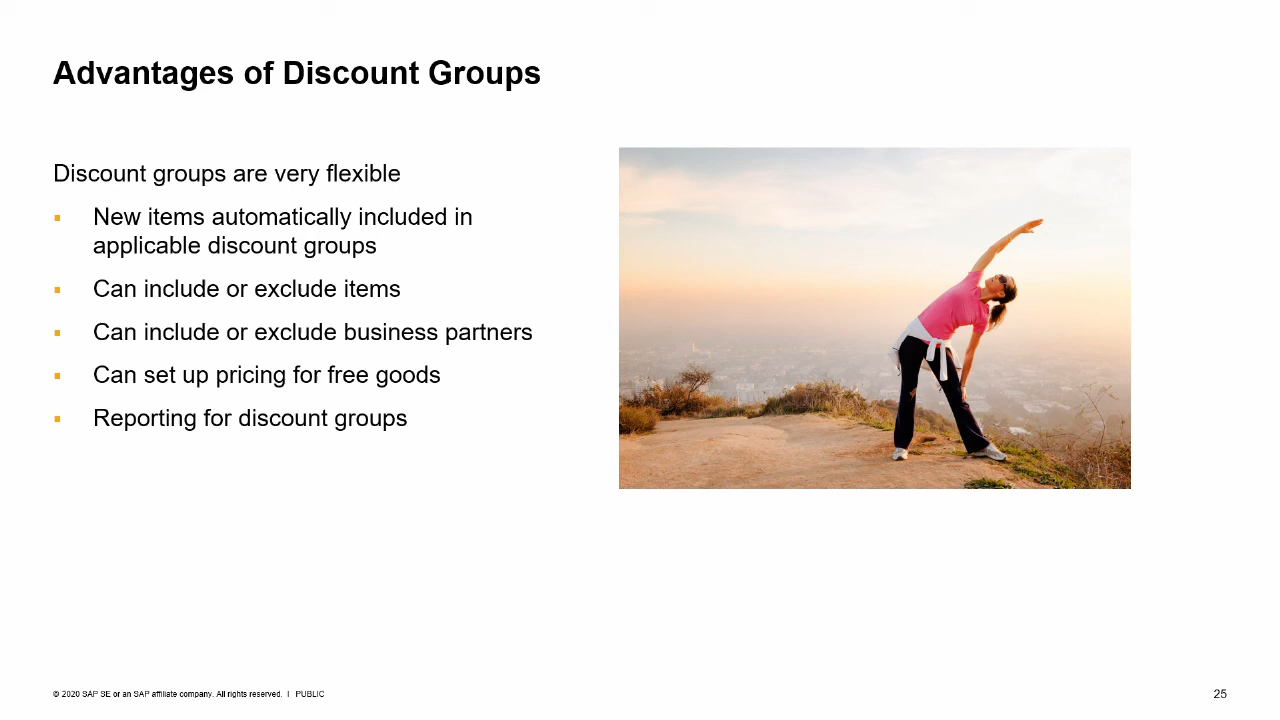 Advantages of Discount Groups
Discount groups are very flexible
▪ New items automatically included in
applicable discount groups
▪ Can include or exclude items
▪ Can include or exclude business partners
▪ Can set up pricing for free goods
▪ Reporting for discount groups
© 2020 SAP SE or an SAP affiliate company. All rights reserved. | PUBLIC
25